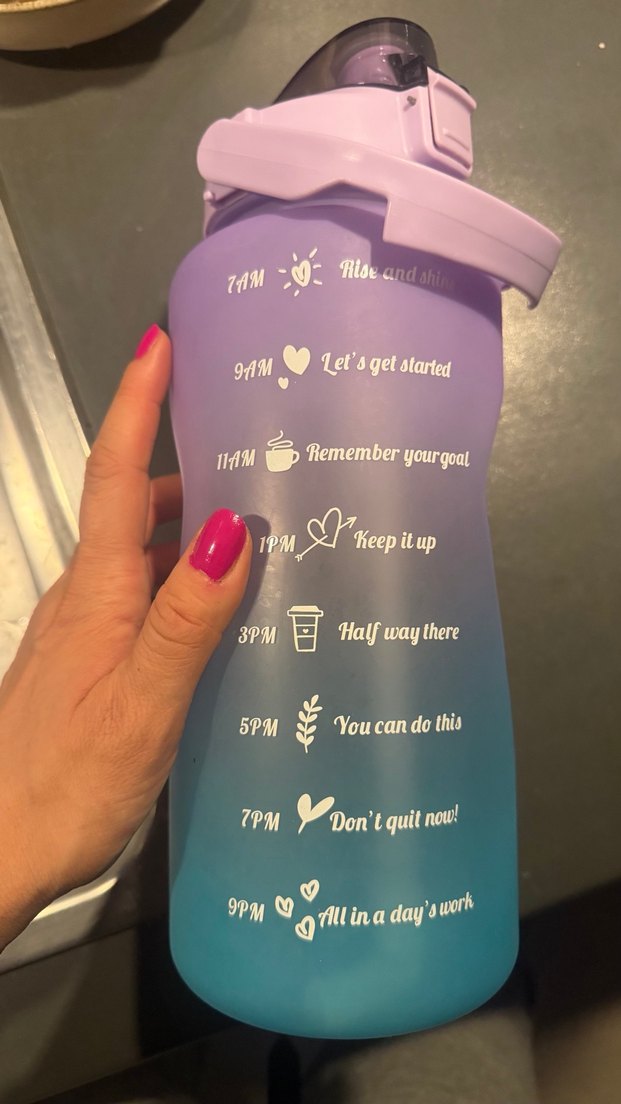 7AM Rise and shine
9AM Let's get started
11AM Remember your goal
1PM Keep it up
3PM Half way there
5PM You can do this
7PM Don't quit now!
9PM All in a day's work